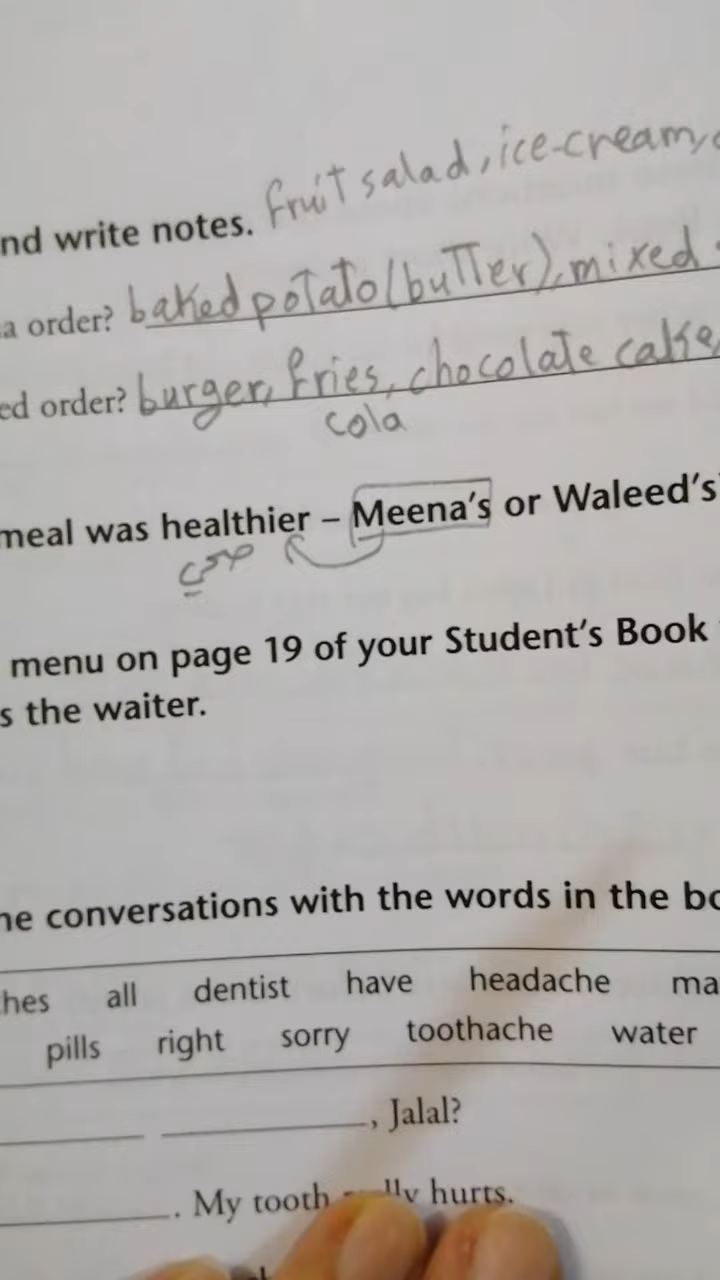 fruit salad, ice-cream,
nd write notes.
a order? baked potato (butter), mixed
ed order? burger, fries, chocolate cake,
cola
meal was healthier – Meena's or Waleed's
صحي
menu on page 19 of your Student's Book
s the waiter.
he conversations with the words in the bo
hes all dentist have headache ma
pills right sorry toothache water
, Jalal?
. My tooth lly hurts.